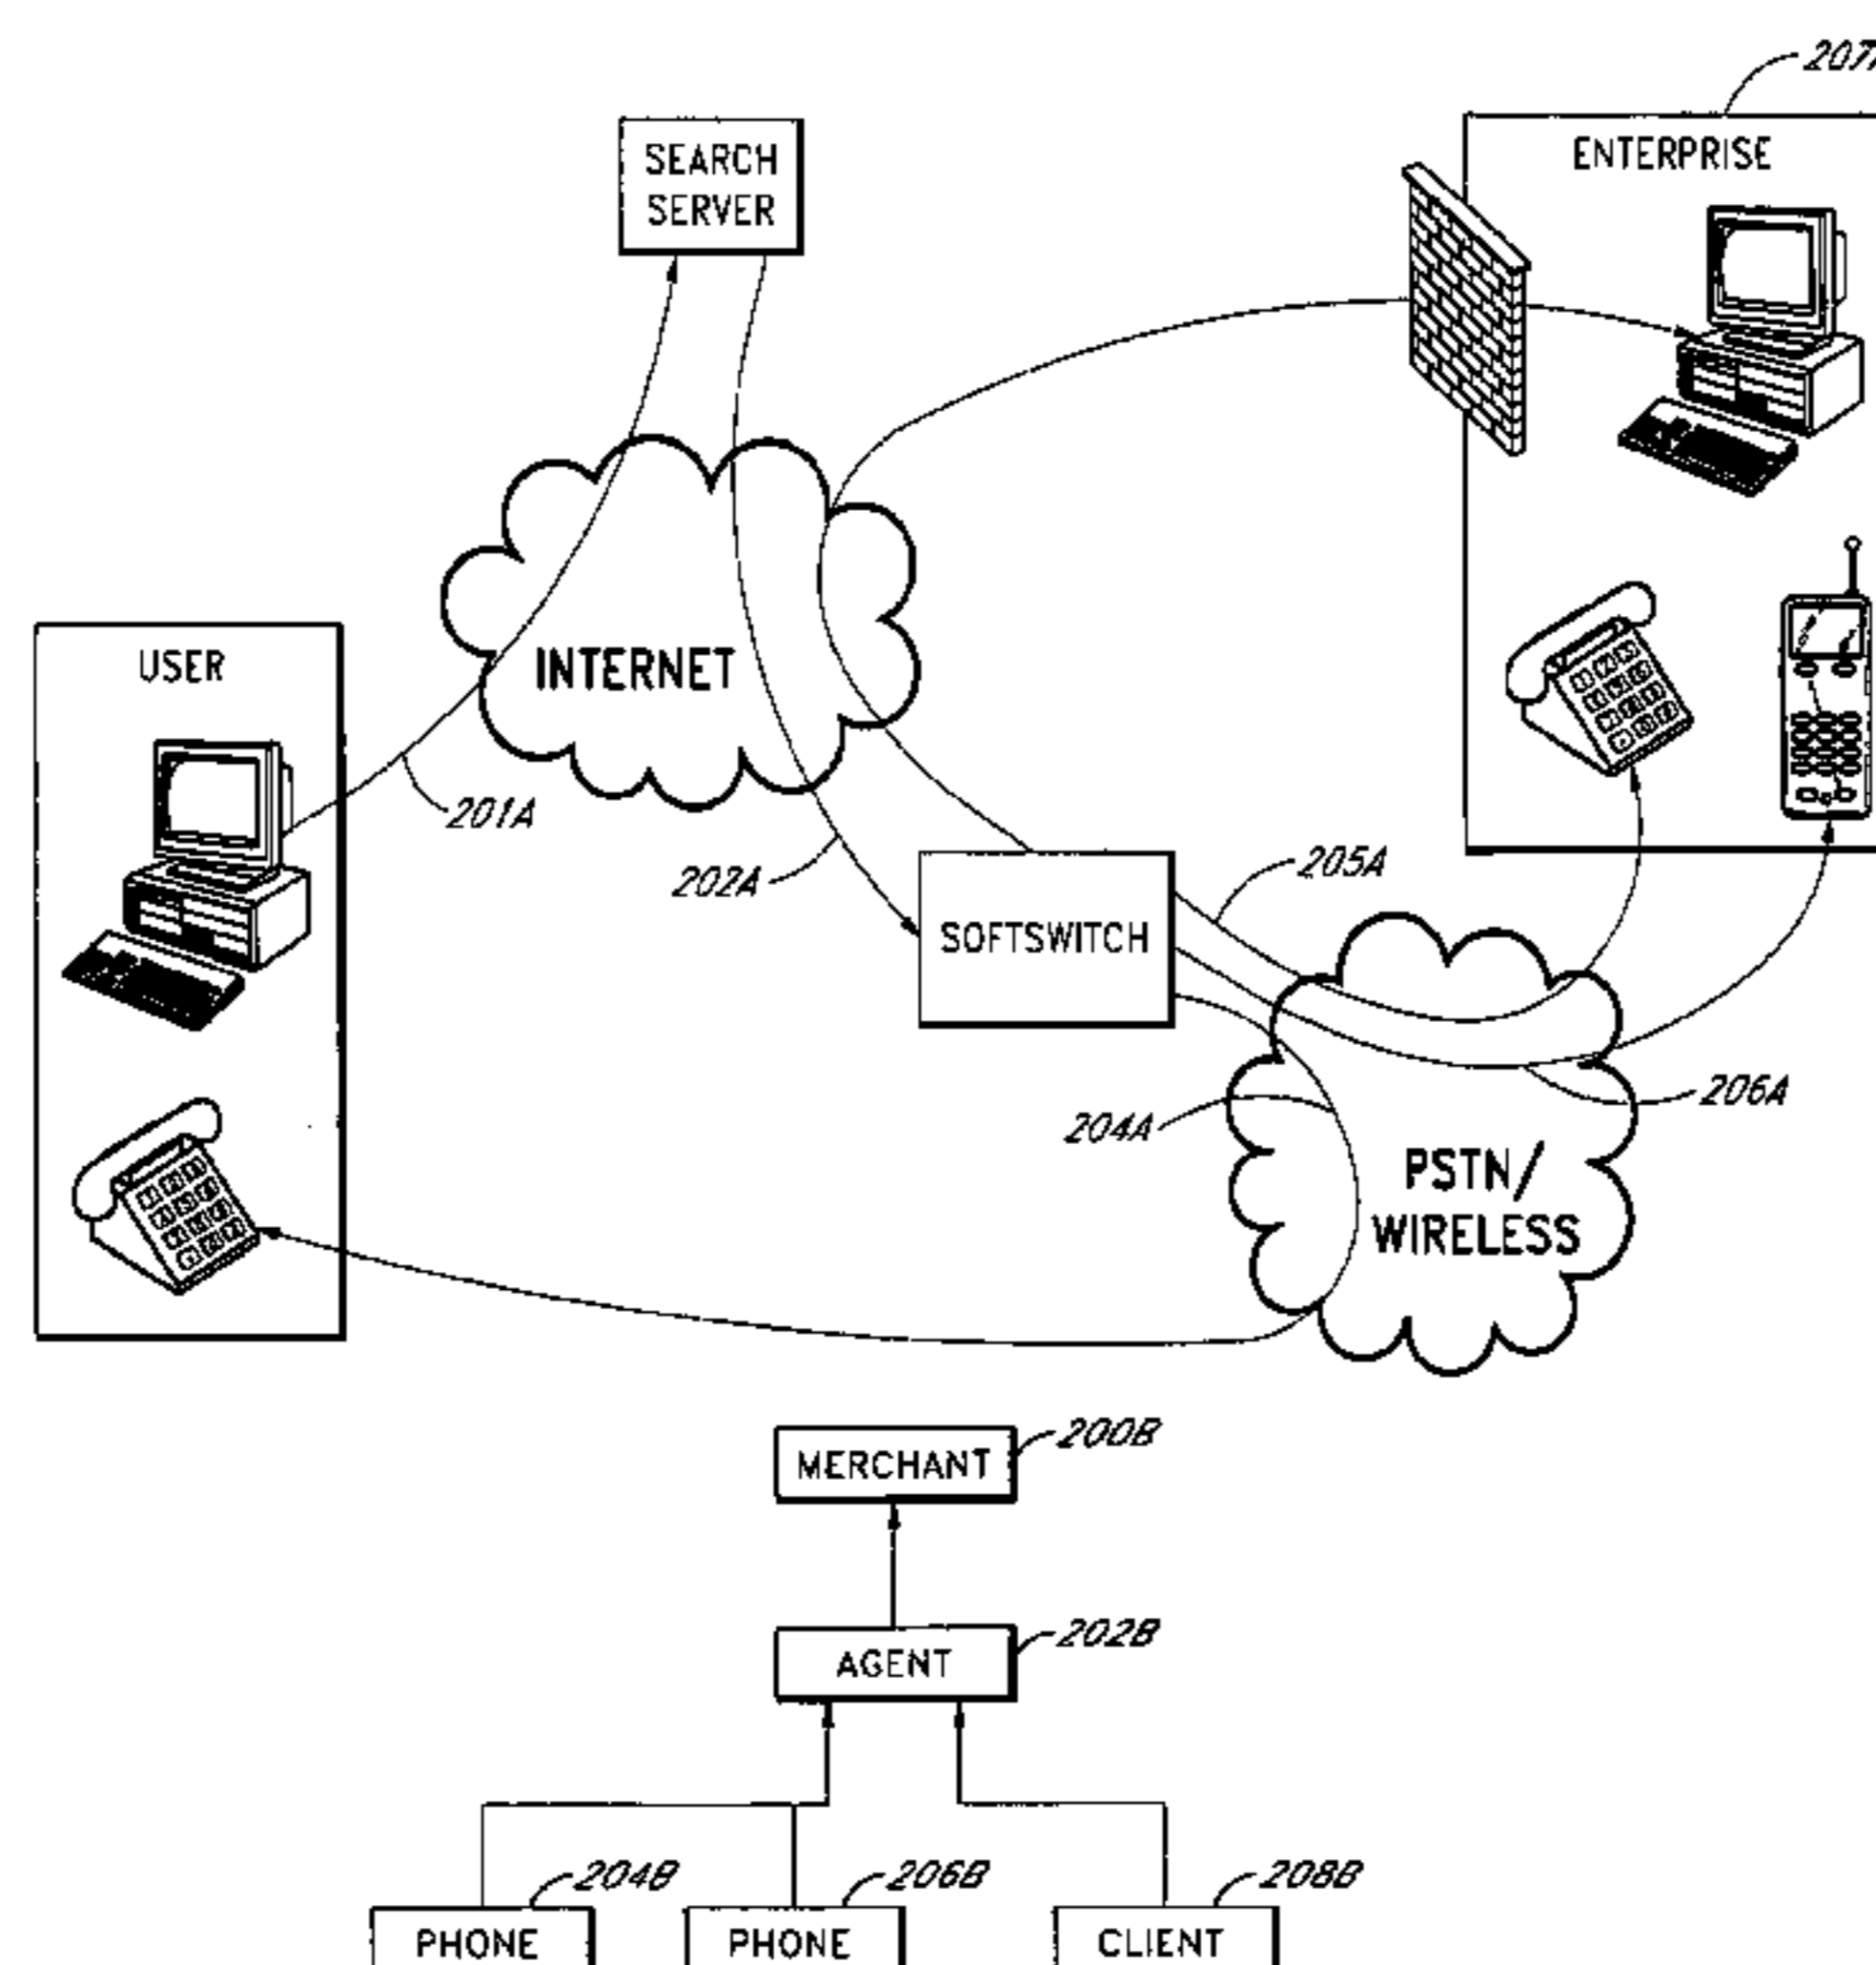 207A
ENTERPRISE
SEARCH
SERVER
USER
INTERNET
201A
202A
SOFTSWITCH
205A
206A
204A
PSTN/
WIRELESS
MERCHANT
200B
AGENT
202B
204B
206B
208B
PHONE
PHONE
CLIENT